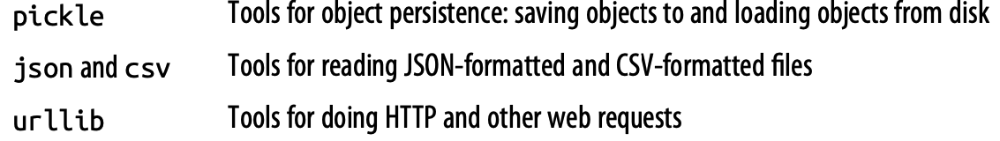 pickle Tools for object persistence: saving objects to and loading objects from disk
json and csv Tools for reading JSON-formatted and CSV-formatted files
urllib Tools for doing HTTP and other web requests